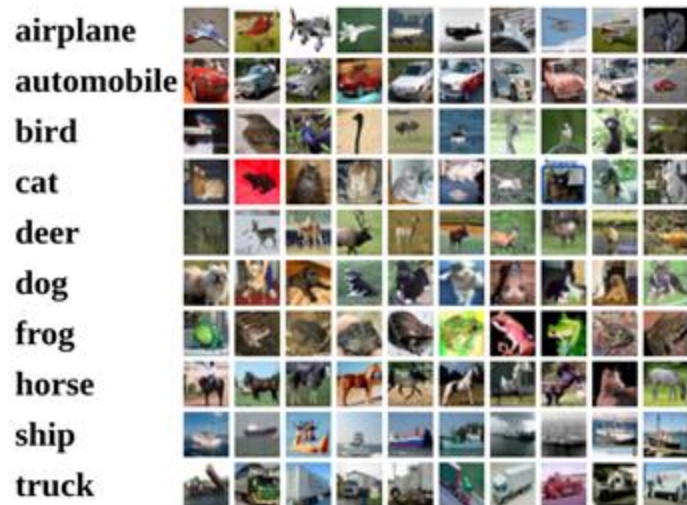 airplane
automobile
bird
cat
deer
dog
frog
horse
ship
truck